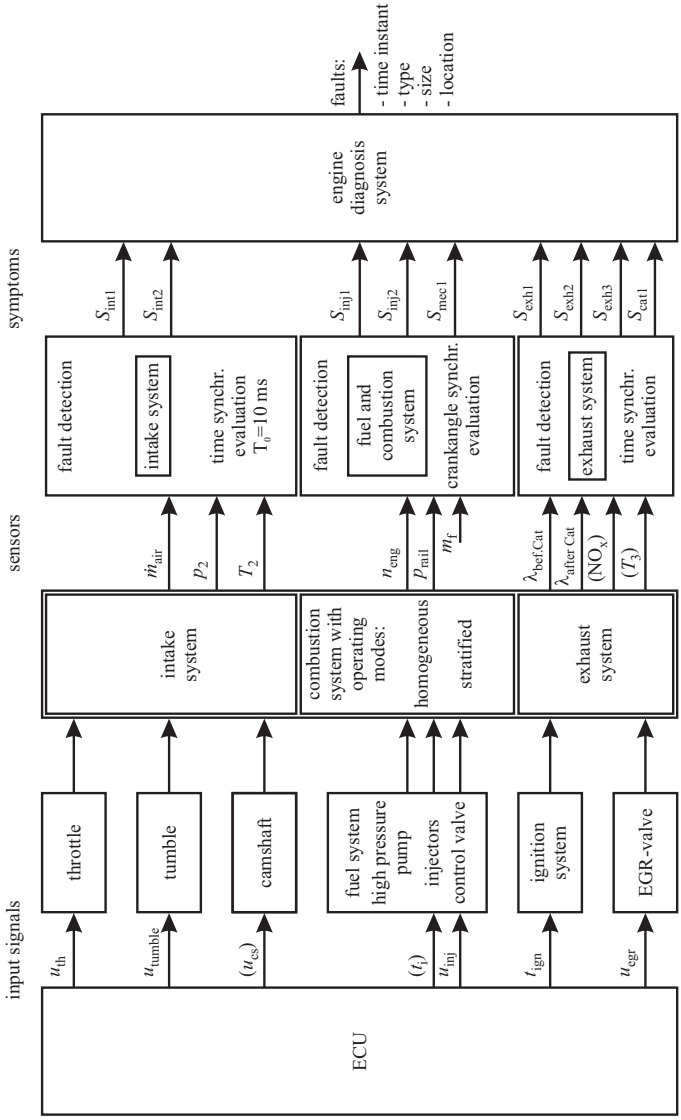 input signals
sensors
symptoms
ECU
u_th
u_tumble
(u_cs)
(t_i)
u_inj
t_ign
u_egr
throttle
tumble
camshaft
fuel system
high pressure
pump
injectors
control valve
ignition
system
EGR-valve
intake
system
combustion
system with
operating
modes:
homogeneous
stratified
exhaust
system
ṁ_air
p_2
T_2
n_eng
p_rail
m_f
λ_bef.Cat
λ_after Cat
(NO_x)
(T_3)
fault detection
intake system
time synchr.
evaluation
T_0=10 ms
fault detection
fuel and
combustion
system
crankangle synchr.
evaluation
fault detection
exhaust system
time synchr.
evaluation
S_int1
S_int2
S_inj1
S_inj2
S_mec1
S_exh1
S_exh2
S_exh3
S_cat1
engine
diagnosis
system
faults:
- time instant
- type
- size
- location